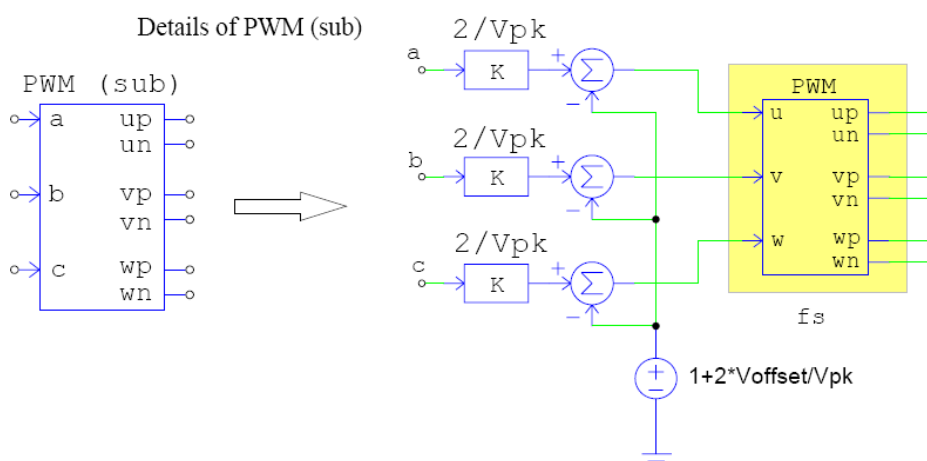 Details of PWM (sub)
PWM (sub)
a up
un
b vp
vn
c wp
wn
2/Vpk
a
K
+
Σ
−
2/Vpk
b
K
+
Σ
−
2/Vpk
c
K
+
Σ
−
PWM
u up
un
v vp
vn
w wp
wn
fs
+
−
1+2*Voffset/Vpk